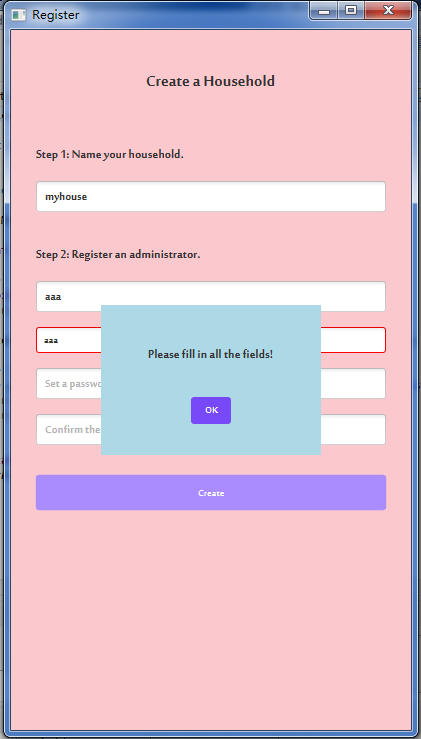 Register
Create a Household
Step 1: Name your household.
myhouse
Step 2: Register an administrator.
aaa
aaa
Please fill in all the fields!
Set a passwo
OK
Confirm the
Create